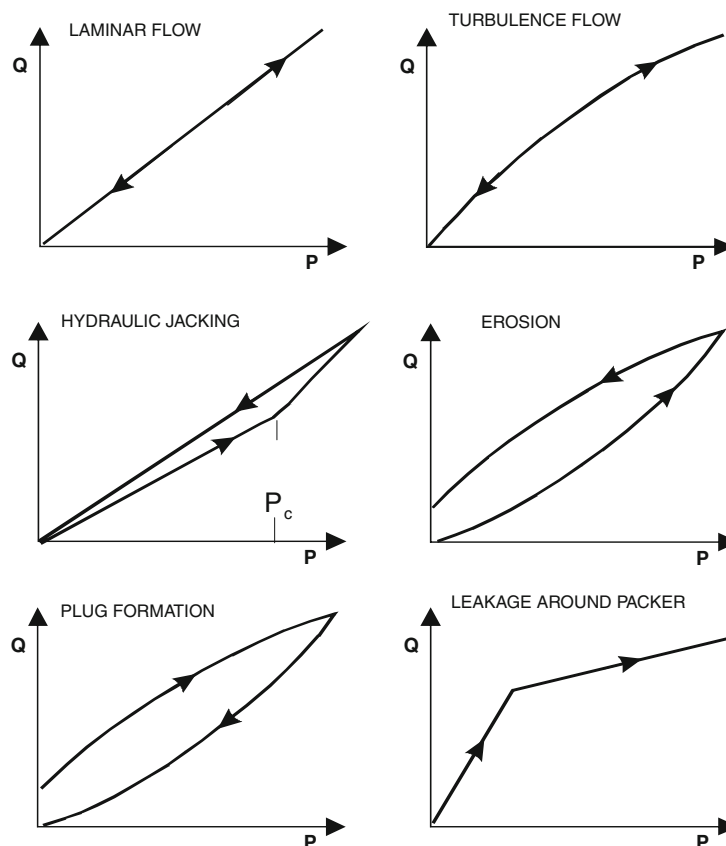 LAMINAR FLOW
Q
P
TURBULENCE FLOW
Q
P
HYDRAULIC JACKING
Q
Pc
P
EROSION
Q
P
PLUG FORMATION
Q
P
LEAKAGE AROUND PACKER
Q
P